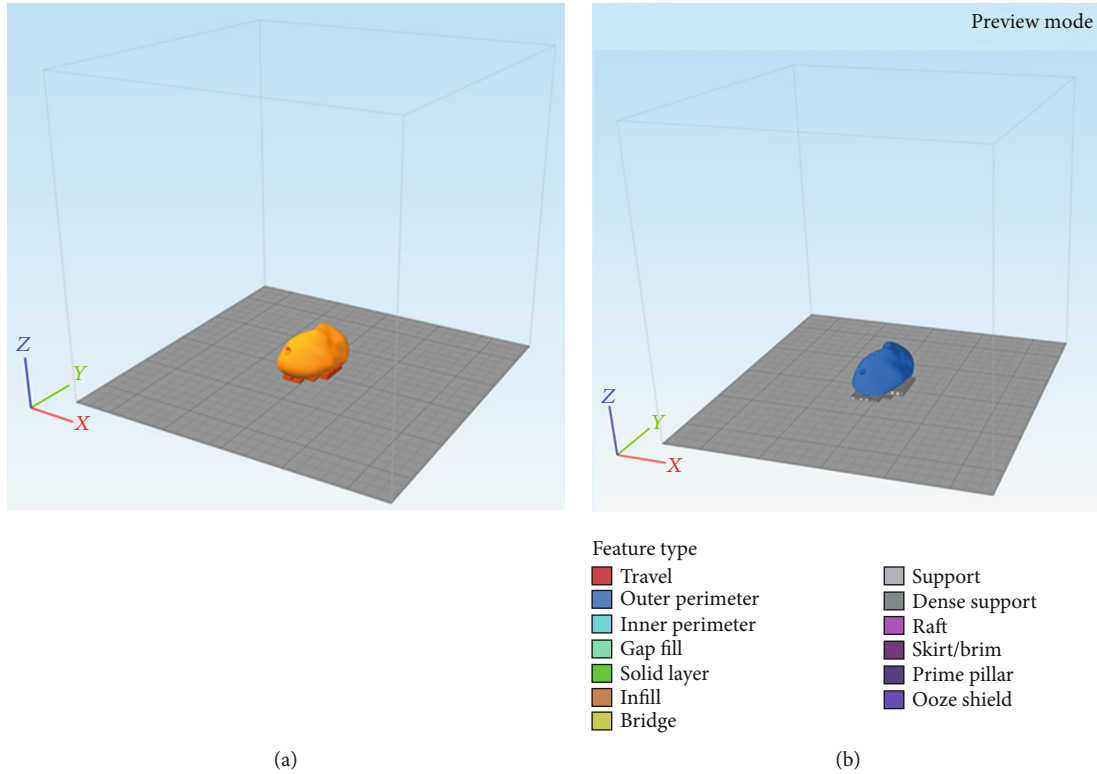 Preview mode
Z
Y
X
Z
Y
X
Feature type
Travel
Outer perimeter
Inner perimeter
Gap fill
Solid layer
Infill
Bridge
Support
Dense support
Raft
Skirt/brim
Prime pillar
Ooze shield
(a)
(b)